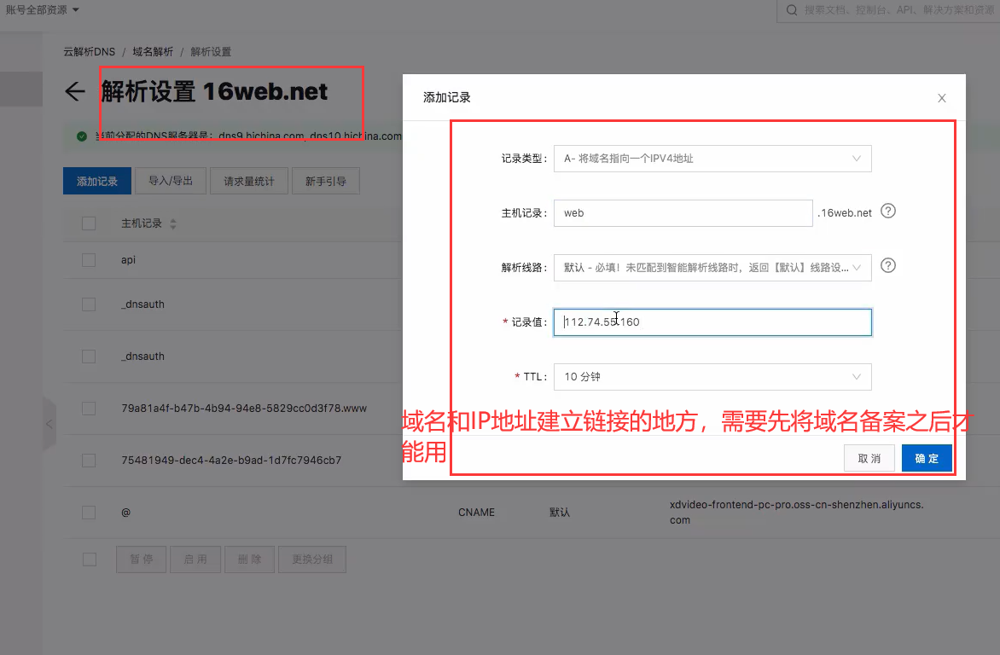 账号全部资源
搜索文档、控制台、API、解决方案和资源
云解析DNS / 域名解析 / 解析设置
解析设置 16web.net
当前分配的DNS服务器是：dns9.hichina.com, dns10.hichina.com
添加记录 导入/导出 请求量统计 新手引导
主机记录
api
_dnsauth
_dnsauth
79a81a4f-b47b-4b94-94e8-5829cc0d3f78.www
75481949-dec4-4a2e-b9ad-1d7fc7946cb7
@ CNAME 默认 xdvideo-frontend-pc-pro.oss-cn-shenzhen.aliyuncs.
com
暂 停 启 用 删 除 更换分组
添加记录
记录类型： A- 将域名指向一个IPV4地址
主机记录： web .16web.net
解析线路： 默认 - 必填！未匹配到智能解析线路时，返回【默认】线路设...
* 记录值： 112.74.55.160
* TTL： 10 分钟
域名和IP地址建立链接的地方，需要先将域名备案之后才
能用
取 消 确 定